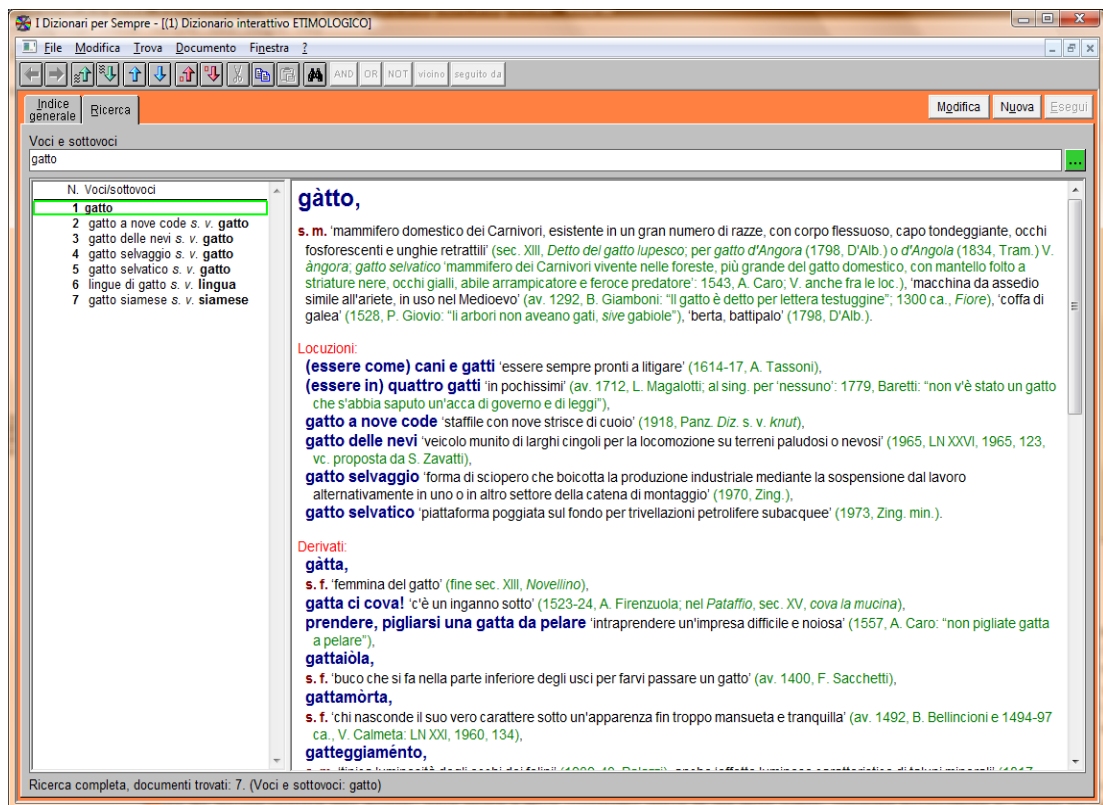 I Dizionari per Sempre - [(1) Dizionario interattivo ETIMOLOGICO]
File Modifica Trova Documento Finestra ?
AND OR NOT vicino seguito da
Indice generale Ricerca Modifica Nuova Esegui
Voci e sottovoci
gatto
...
N. Voci/sottovoci
1 gatto
2 gatto a nove code s. v. gatto
3 gatto delle nevi s. v. gatto
4 gatto selvaggio s. v. gatto
5 gatto selvatico s. v. gatto
6 lingue di gatto s. v. lingua
7 gatto siamese s. v. siamese
gàtto,
s. m. ‘mammifero domestico dei Carnivori, esistente in un gran numero di razze, con corpo flessuoso, capo tondeggiante, occhi
fosforescenti e unghie retrattili’ (sec. XIII, Detto del gatto lupesco; per gatto d'Angora (1798, D'Alb.) o d'Angola (1834, Tram.) V.
àngora; gatto selvatico ‘mammifero dei Carnivori vivente nelle foreste, più grande del gatto domestico, con mantello folto a
striature nere, occhi gialli, abile arrampicatore e feroce predatore’: 1543, A. Caro; V. anche fra le loc.), ‘macchina da assedio
simile all'ariete, in uso nel Medioevo’ (av. 1292, B. Giamboni: “Il gatto è detto per lettera testuggine”; 1300 ca., Fiore), ‘coffa di
galea’ (1528, P. Giovio: “li arbori non aveano gati, sive gabiole”), ‘berta, battipalo’ (1798, D'Alb.).
Locuzioni:
(essere come) cani e gatti ‘essere sempre pronti a litigare’ (1614-17, A. Tassoni),
(essere in) quattro gatti ‘in pochissimi’ (av. 1712, L. Magalotti; al sing. per ‘nessuno’: 1779, Baretti: “non v'è stato un gatto
che s'abbia saputo un'acca di governo e di leggi”),
gatto a nove code ‘staffile con nove strisce di cuoio’ (1918, Panz. Diz. s. v. knut),
gatto delle nevi ‘veicolo munito di larghi cingoli per la locomozione su terreni paludosi o nevosi’ (1965, LN XXVI, 1965, 123,
vc. proposta da S. Zavatti),
gatto selvaggio ‘forma di sciopero che boicotta la produzione industriale mediante la sospensione dal lavoro
alternativamente in uno o in altro settore della catena di montaggio’ (1970, Zing.),
gatto selvatico ‘piattaforma poggiata sul fondo per trivellazioni petrolifere subacquee’ (1973, Zing. min.).
Derivati:
gàtta,
s. f. ‘femmina del gatto’ (fine sec. XIII, Novellino),
gatta ci cova! ‘c'è un inganno sotto’ (1523-24, A. Firenzuola; nel Pataffio, sec. XV, cova la mucina),
prendere, pigliarsi una gatta da pelare ‘intraprendere un'impresa difficile e noiosa’ (1557, A. Caro: “non pigliate gatta
a pelare”),
gattaiòla,
s. f. ‘buco che si fa nella parte inferiore degli usci per farvi passare un gatto’ (av. 1400, F. Sacchetti),
gattamòrta,
s. f. ‘chi nasconde il suo vero carattere sotto un'apparenza fin troppo mansueta e tranquilla’ (av. 1492, B. Bellincioni e 1494-97
ca., V. Calmeta: LN XXI, 1960, 134),
gatteggiaménto,
Ricerca completa, documenti trovati: 7. (Voci e sottovoci: gatto)